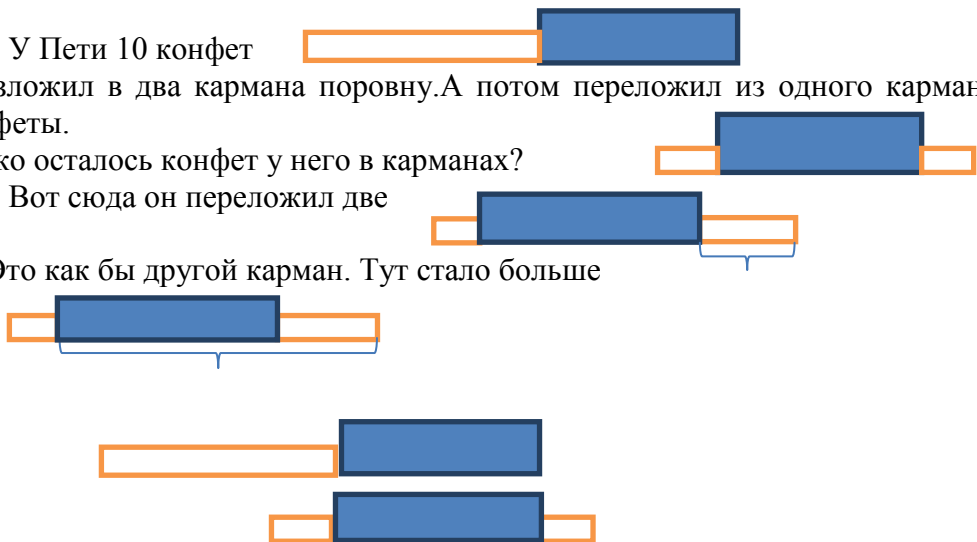 У Пети 10 конфет
зложил в два кармана поровну.А потом переложил из одного карман
феты.
ко осталось конфет у него в карманах?
Вот сюда он переложил две
Это как бы другой карман. Тут стало больше